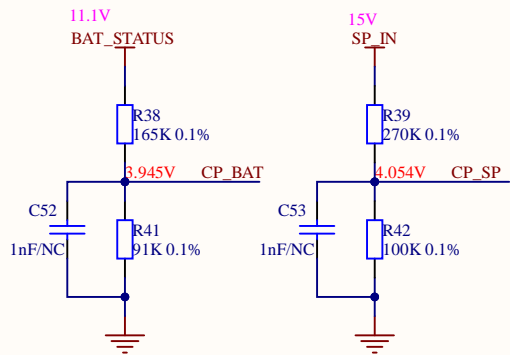 11.1V
BAT_STATUS
R38
165K 0.1%
3.945V
CP_BAT
C52
1nF/NC
R41
91K 0.1%
15V
SP_IN
R39
270K 0.1%
4.054V
CP_SP
C53
1nF/NC
R42
100K 0.1%